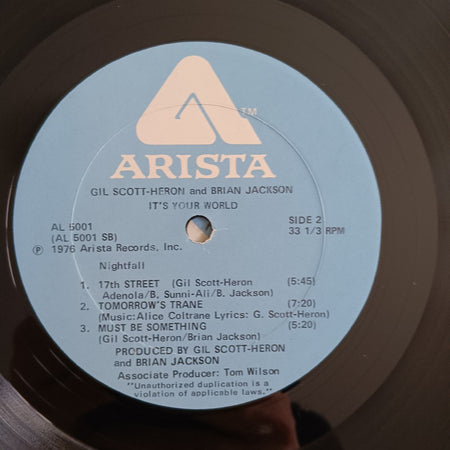 TM
ARISTA
GIL SCOTT-HERON and BRIAN JACKSON
IT'S YOUR WORLD
AL 5001
(AL 5001 SB)
Ⓟ 1976 Arista Records, Inc.
SIDE 2
33 1/3 RPM
Nightfall
1. 17th STREET (Gil Scott-Heron (5:45)
Adenola/B. Sunni-Ali/B. Jackson)
2. TOMORROW'S TRANE (7:20)
(Music:Alice Coltrane Lyrics: G. Scott-Heron)
3. MUST BE SOMETHING (5:20)
(Gil Scott-Heron/Brian Jackson)
PRODUCED BY GIL SCOTT-HERON
and BRIAN JACKSON
Associate Producer: Tom Wilson
"Unauthorized duplication is a
violation of applicable laws."